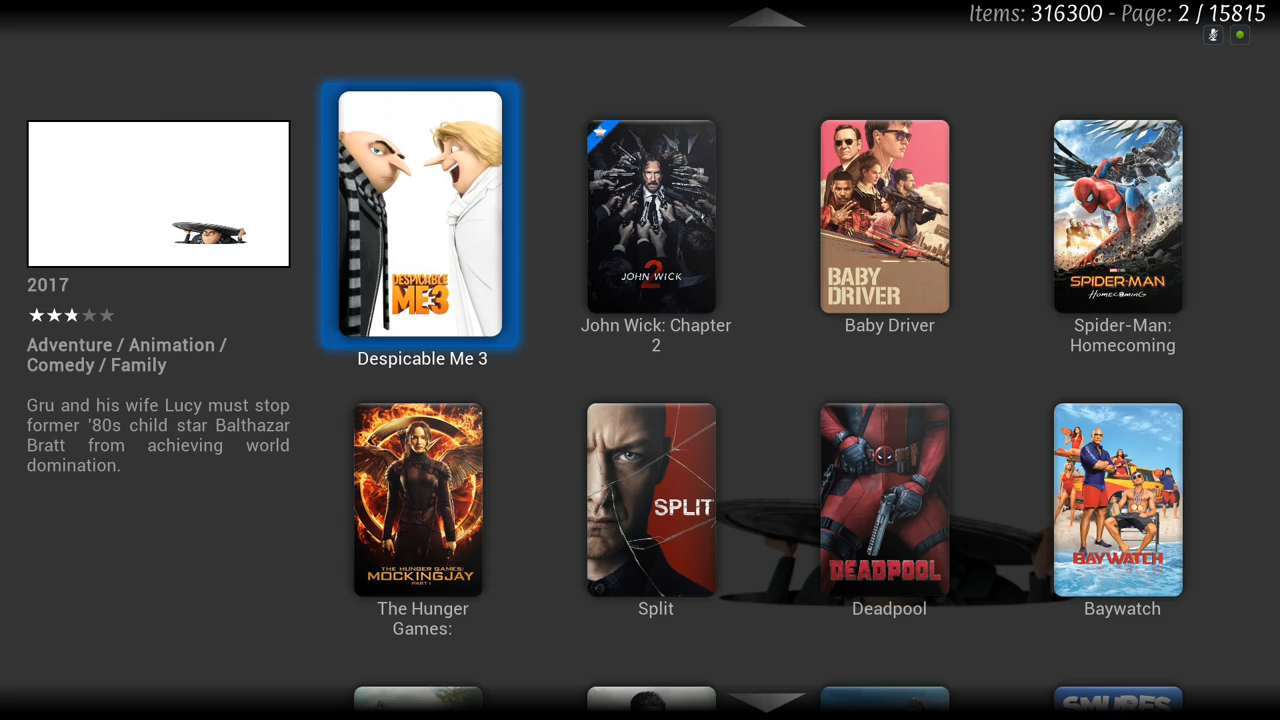 Items: 316300 - Page: 2 / 15815
2017
Adventure / Animation /
Comedy / Family
Gru and his wife Lucy must stop
former '80s child star Balthazar
Bratt from achieving world
domination.
DESPICABLE
ME3
Despicable Me 3
2
JOHN WICK
John Wick: Chapter
2
BABY
DRIVER
Baby Driver
SPIDER-MAN
HOMECOMING
Spider-Man:
Homecoming
THE HUNGER GAMES:
MOCKINGJAY
PART 1
The Hunger
Games:
SPLIT
Split
DEADPOOL
Deadpool
BAYWATCH
Baywatch
SMURFS